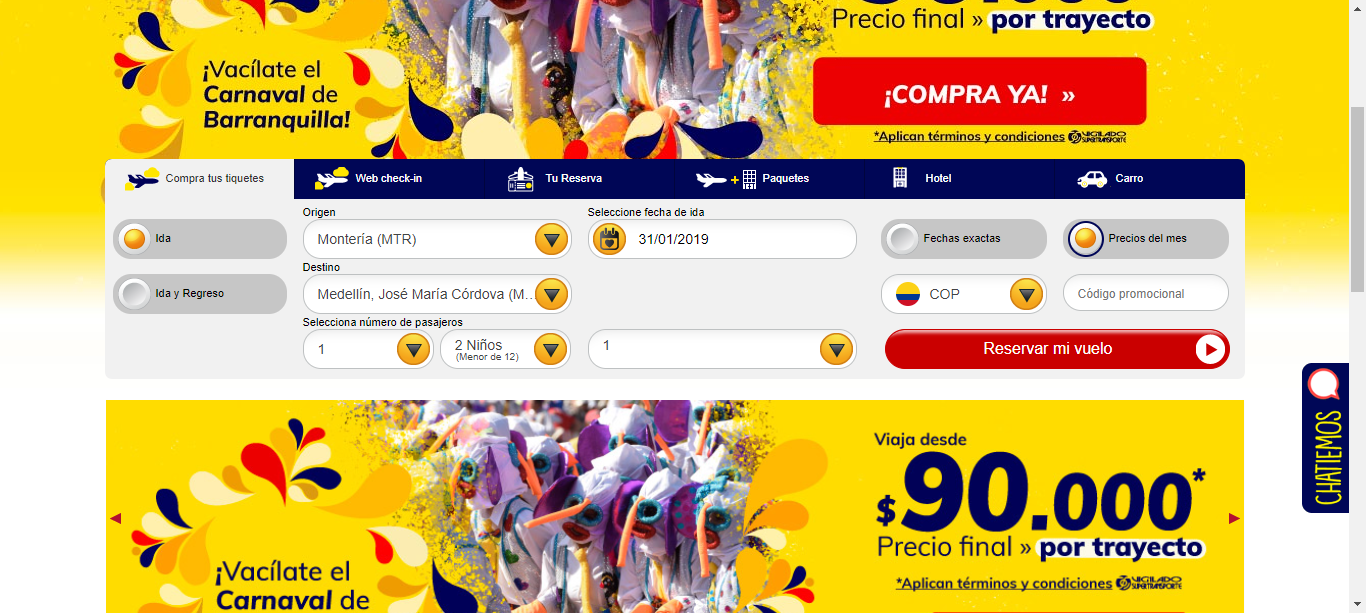 Precio final » por trayecto
¡Vacílate el
Carnaval de
Barranquilla!
¡COMPRA YA! »
*Aplican términos y condiciones VIGILADO SUPERTRANSPORTE
Compra tus tiquetes
Web check-in
Tu Reserva
+ Paquetes
Hotel
Carro
Ida
Ida y Regreso
Origen
Montería (MTR)
Destino
Medellín, José María Córdova (M...
Selecciona número de pasajeros
1
2 Niños
(Menor de 12)
Seleccione fecha de ida
31/01/2019
1
Fechas exactas
Precios del mes
COP
Código promocional
Reservar mi vuelo
CHATIEMOS
Viaja desde
$90.000*
Precio final » por trayecto
*Aplican términos y condiciones VIGILADO SUPERTRANSPORTE
¡Vacílate el
Carnaval de